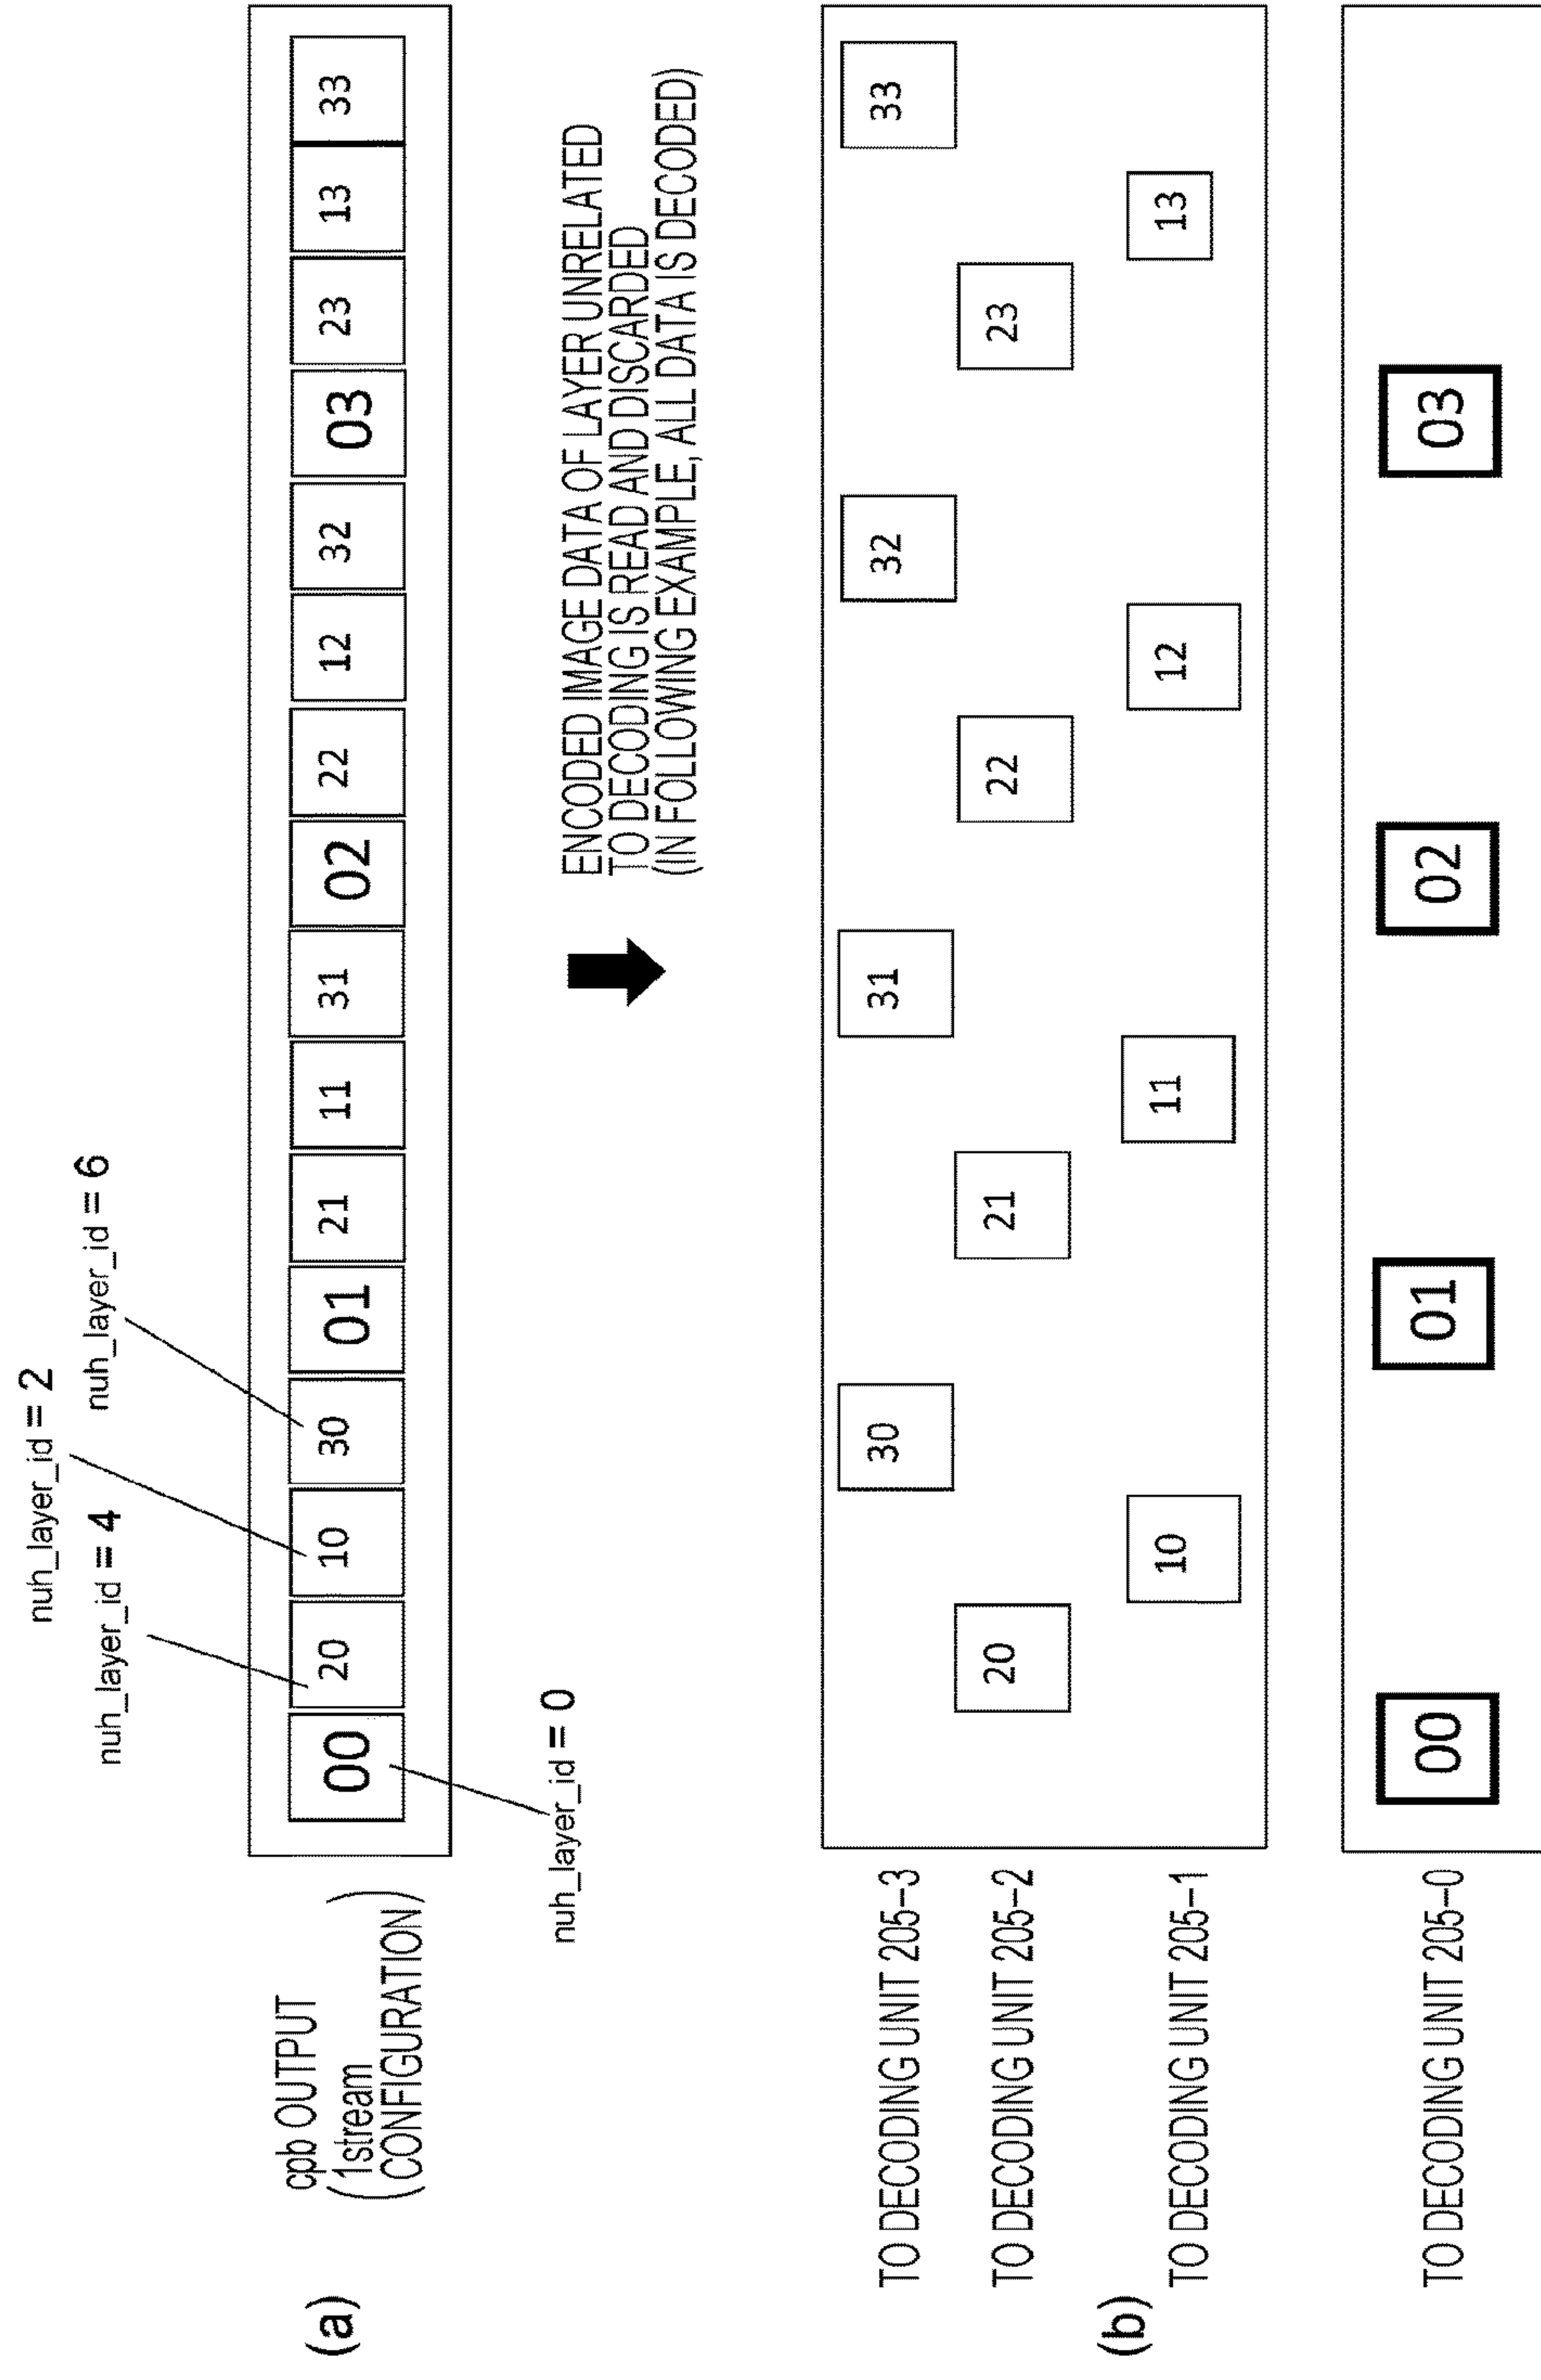 nuh_layer_id = 2
nuh_layer_id = 4
nuh_layer_id = 6
(a)
cpb OUTPUT
(1stream
CONFIGURATION)
00 20 10 30 01 21 11 31 02 22 12 32 03 23 13 33
nuh_layer_id = 0
ENCODED IMAGE DATA OF LAYER UNRELATED
TO DECODING IS READ AND DISCARDED
(IN FOLLOWING EXAMPLE, ALL DATA IS DECODED)
(b)
TO DECODING UNIT 205-3
30 31 32 33
TO DECODING UNIT 205-2
20 21 22 23
TO DECODING UNIT 205-1
10 11 12 13
TO DECODING UNIT 205-0
00 01 02 03